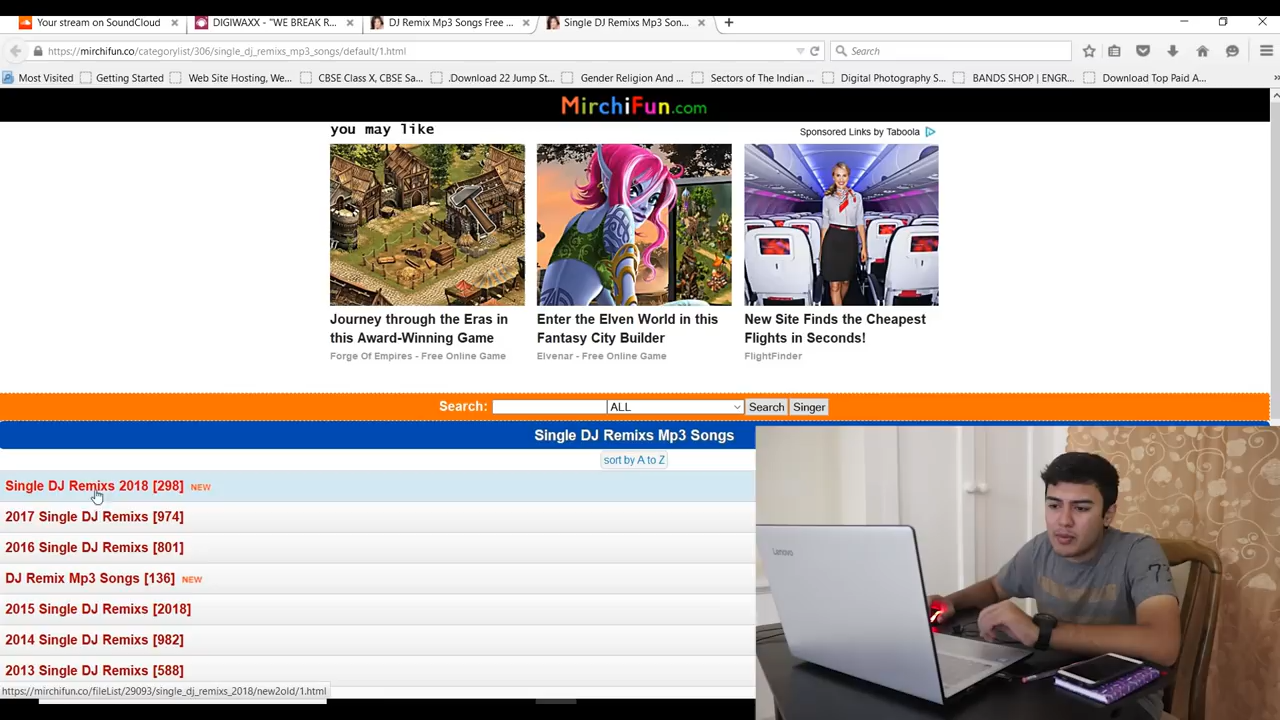 Your stream on SoundCloud
DIGIWAXX - "WE BREAK R...
DJ Remix Mp3 Songs Free ...
Single DJ Remixs Mp3 Son...
https://mirchifun.co/categorylist/306/single_dj_remixs_mp3_songs/default/1.html
Search
Most Visited
Getting Started
Web Site Hosting, We...
CBSE Class X, CBSE Sa...
.Download 22 Jump St...
Gender Religion And ...
Sectors of The Indian ...
Digital Photography S...
BANDS SHOP | ENGR...
Download Top Paid A...
MirchiFun.com
you may like
Sponsored Links by Taboola
Journey through the Eras in
this Award-Winning Game
Forge Of Empires - Free Online Game
Enter the Elven World in this
Fantasy City Builder
Elvenar - Free Online Game
New Site Finds the Cheapest
Flights in Seconds!
FlightFinder
Search: ALL Search Singer
Single DJ Remixs Mp3 Songs
sort by A to Z
Single DJ Remixs 2018 [298] NEW
2017 Single DJ Remixs [974]
2016 Single DJ Remixs [801]
DJ Remix Mp3 Songs [136] NEW
2015 Single DJ Remixs [2018]
2014 Single DJ Remixs [982]
2013 Single DJ Remixs [588]
https://mirchifun.co/fileList/29093/single_dj_remixs_2018/new2old/1.html
Lenovo